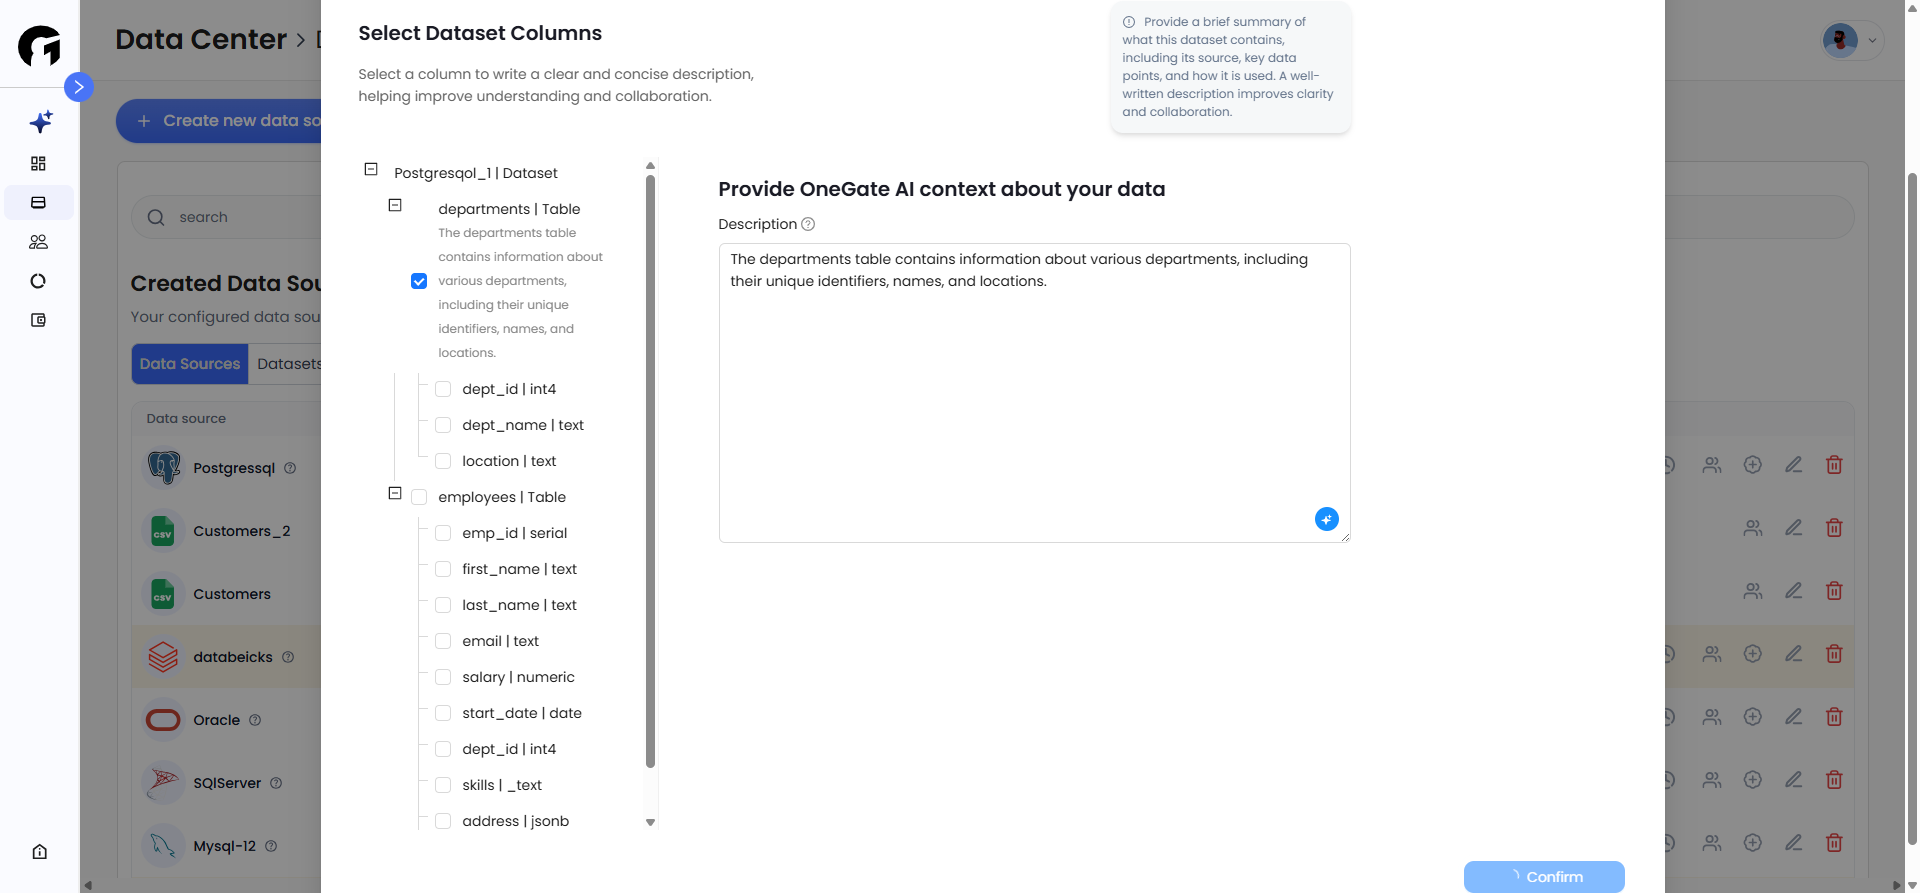 Data Center
Create new data so
search
Created Data Sou
Your configured data sou
Data Sources
Datasets
Data source
Postgressql
Customers_2
Customers
databeicks
Oracle
SQlServer
Mysql-12
Select Dataset Columns
Select a column to write a clear and concise description,
helping improve understanding and collaboration.
Provide a brief summary of
what this dataset contains,
including its source, key data
points, and how it is used. A well-
written description improves clarity
and collaboration.
Postgresqol_1 | Dataset
departments | Table
The departments table
contains information about
various departments,
including their unique
identifiers, names, and
locations.
dept_id | int4
dept_name | text
location | text
employees | Table
emp_id | serial
first_name | text
last_name | text
email | text
salary | numeric
start_date | date
dept_id | int4
skills | _text
address | jsonb
Provide OneGate AI context about your data
Description
The departments table contains information about various departments, including
their unique identifiers, names, and locations.
Confirm